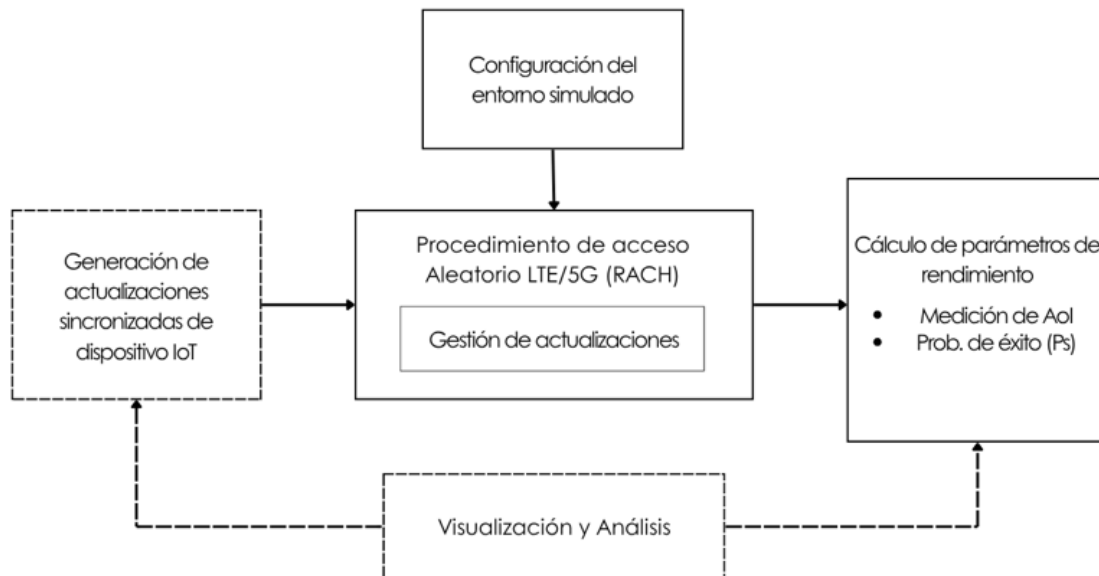 Configuración del
entorno simulado
Generación de
actualizaciones
sincronizadas de
dispositivo IoT
Procedimiento de acceso
Aleatorio LTE/5G (RACH)
Gestión de actualizaciones
Cálculo de parámetros de
rendimiento
• Medición de AoI
• Prob. de éxito (Ps)
Visualización y Análisis